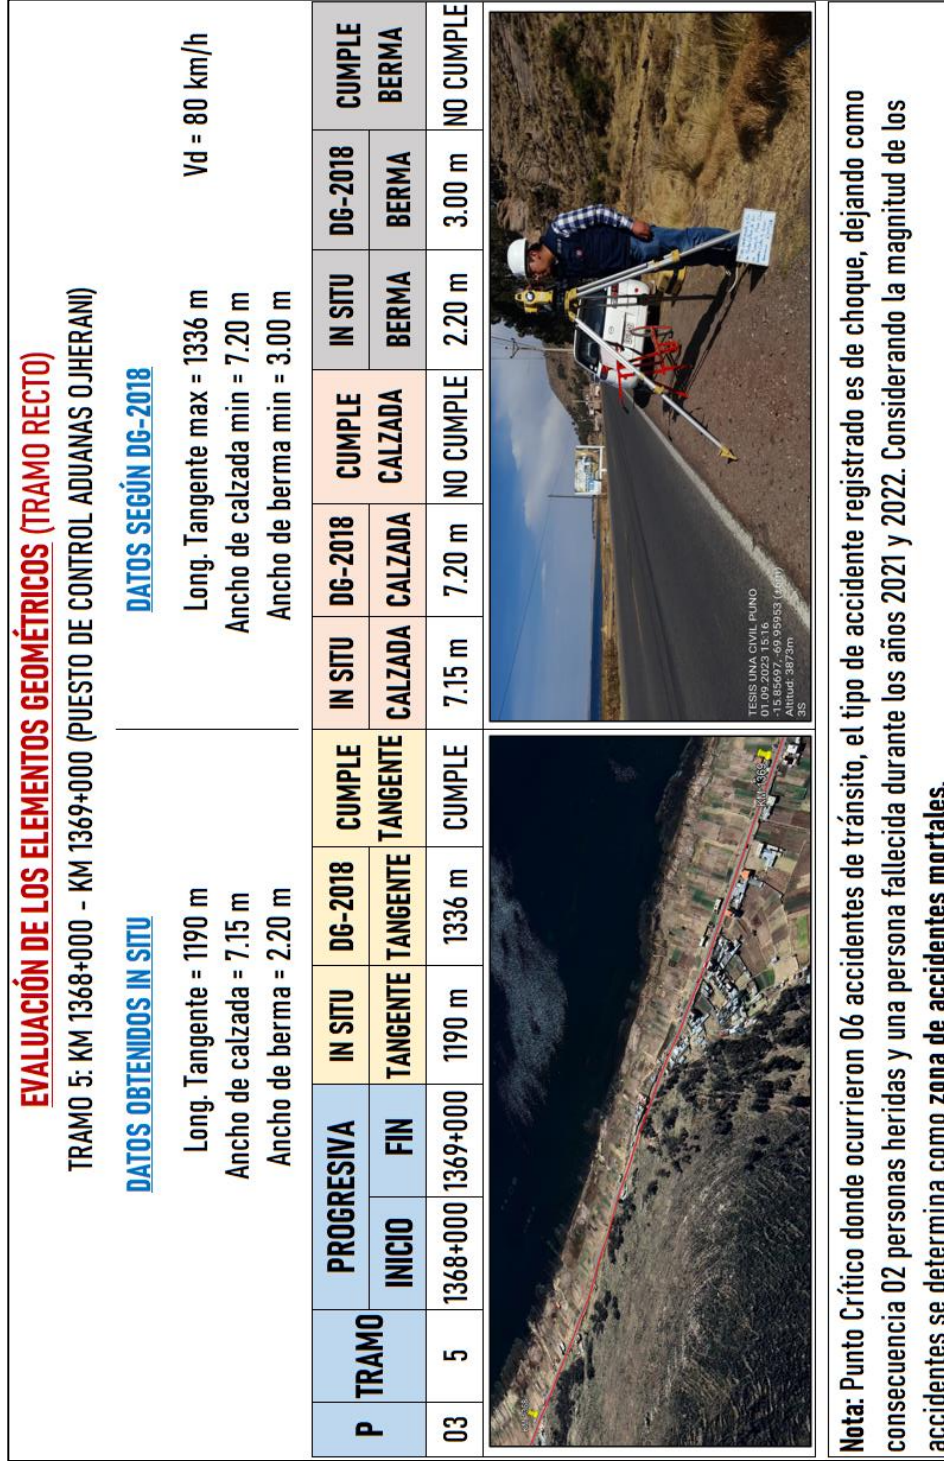 EVALUACIÓN DE LOS ELEMENTOS GEOMÉTRICOS (TRAMO RECTO)
TRAMO 5: KM 1368+000 - KM 1369+000 (PUESTO DE CONTROL ADUANAS OJHERANI)
DATOS OBTENIDOS IN SITU
Long. Tangente = 1190 m
Ancho de calzada = 7.15 m
Ancho de berma = 2.20 m
DATOS SEGÚN DG-2018
Long. Tangente max = 1336 m
Ancho de calzada min = 7.20 m
Ancho de berma min = 3.00 m
Vd = 80 km/h
P TRAMO PROGRESIVA IN SITU DG-2018 CUMPLE IN SITU DG-2018 CUMPLE IN SITU DG-2018 CUMPLE
INICIO FIN TANGENTE TANGENTE TANGENTE CALZADA CALZADA CALZADA BERMA BERMA BERMA
03 5 1368+000 1369+000 1190 m 1336 m CUMPLE 7.15 m 7.20 m NO CUMPLE 2.20 m 3.00 m NO CUMPLE
KM 1369
TESIS UNA CIVIL PUNO
01.09.2023 15:16
-15.85697, -69.95953 (±6m)
Altitud: 3873m
3S
Nota: Punto Crítico donde ocurrieron 06 accidentes de tránsito, el tipo de accidente registrado es de choque, dejando como
consecuencia 02 personas heridas y una persona fallecida durante los años 2021 y 2022. Considerando la magnitud de los
accidentes se determina como zona de accidentes mortales.